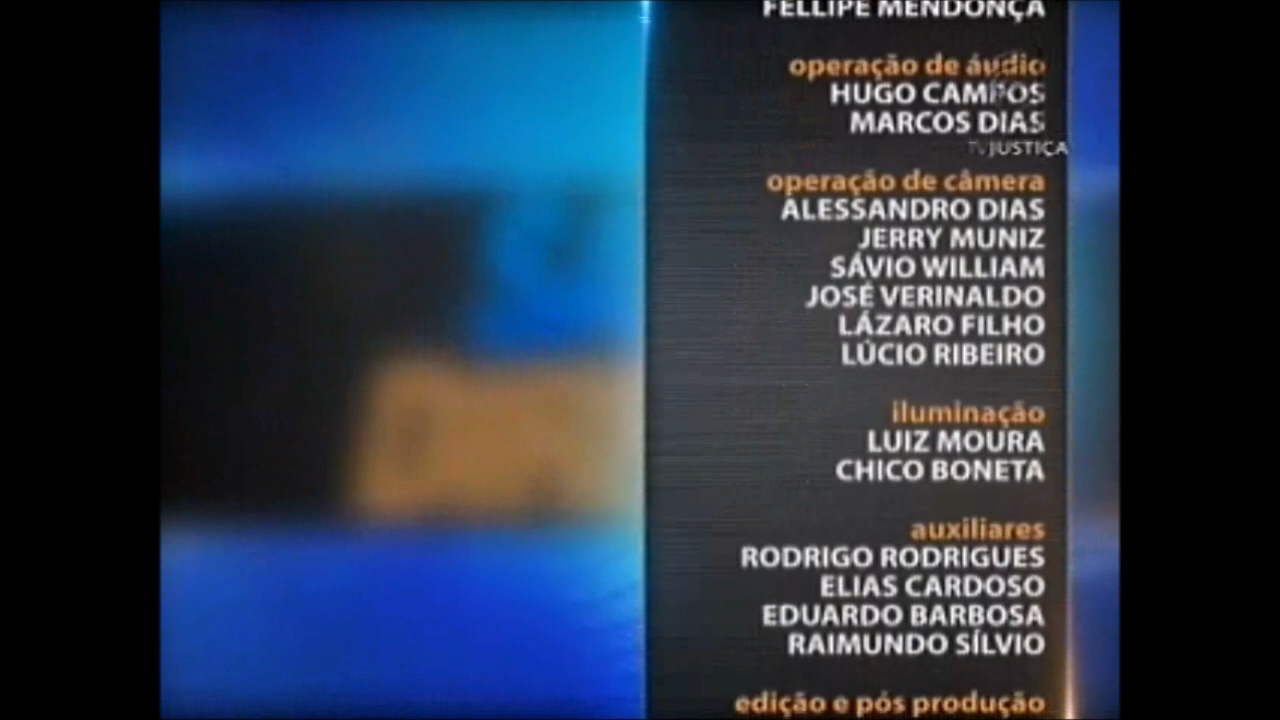 FELLIPE MENDONÇA
operação de áudio
HUGO CAMPOS
MARCOS DIAS
TVJUSTIÇA
operação de câmera
ALESSANDRO DIAS
JERRY MUNIZ
SÁVIO WILLIAM
JOSÉ VERINALDO
LÁZARO FILHO
LÚCIO RIBEIRO
iluminação
LUIZ MOURA
CHICO BONETA
auxiliares
RODRIGO RODRIGUES
ELIAS CARDOSO
EDUARDO BARBOSA
RAIMUNDO SÍLVIO
edição e pós produção